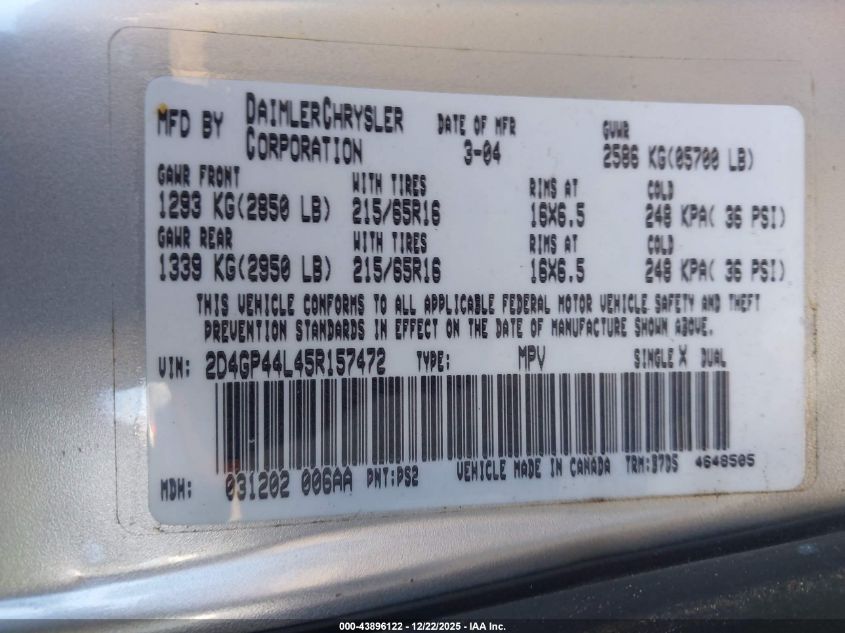 MFD BY DAIMLERCHRYSLER CORPORATION DATE OF MFR 3-04 GVWR 2586 KG(05700 LB)
GAWR FRONT WITH TIRES RIMS AT COLD
1293 KG(2850 LB) 215/65R16 16X6.5 248 KPA( 36 PSI)
GAWR REAR WITH TIRES RIMS AT COLD
1339 KG(2950 LB) 215/65R16 16X6.5 248 KPA( 36 PSI)
THIS VEHICLE CONFORMS TO ALL APPLICABLE FEDERAL MOTOR VEHICLE SAFETY AND THEFT
PREVENTION STANDARDS IN EFFECT ON THE DATE OF MANUFACTURE SHOWN ABOVE.
VIN: 2D4GP44L45R157472 TYPE: MPV SINGLE X DUAL
MDH: 031202 006AA PNT:PS2 VEHICLE MADE IN CANADA TRM:B7D5 4648505
000-43896122 - 12/22/2025 - IAA Inc.